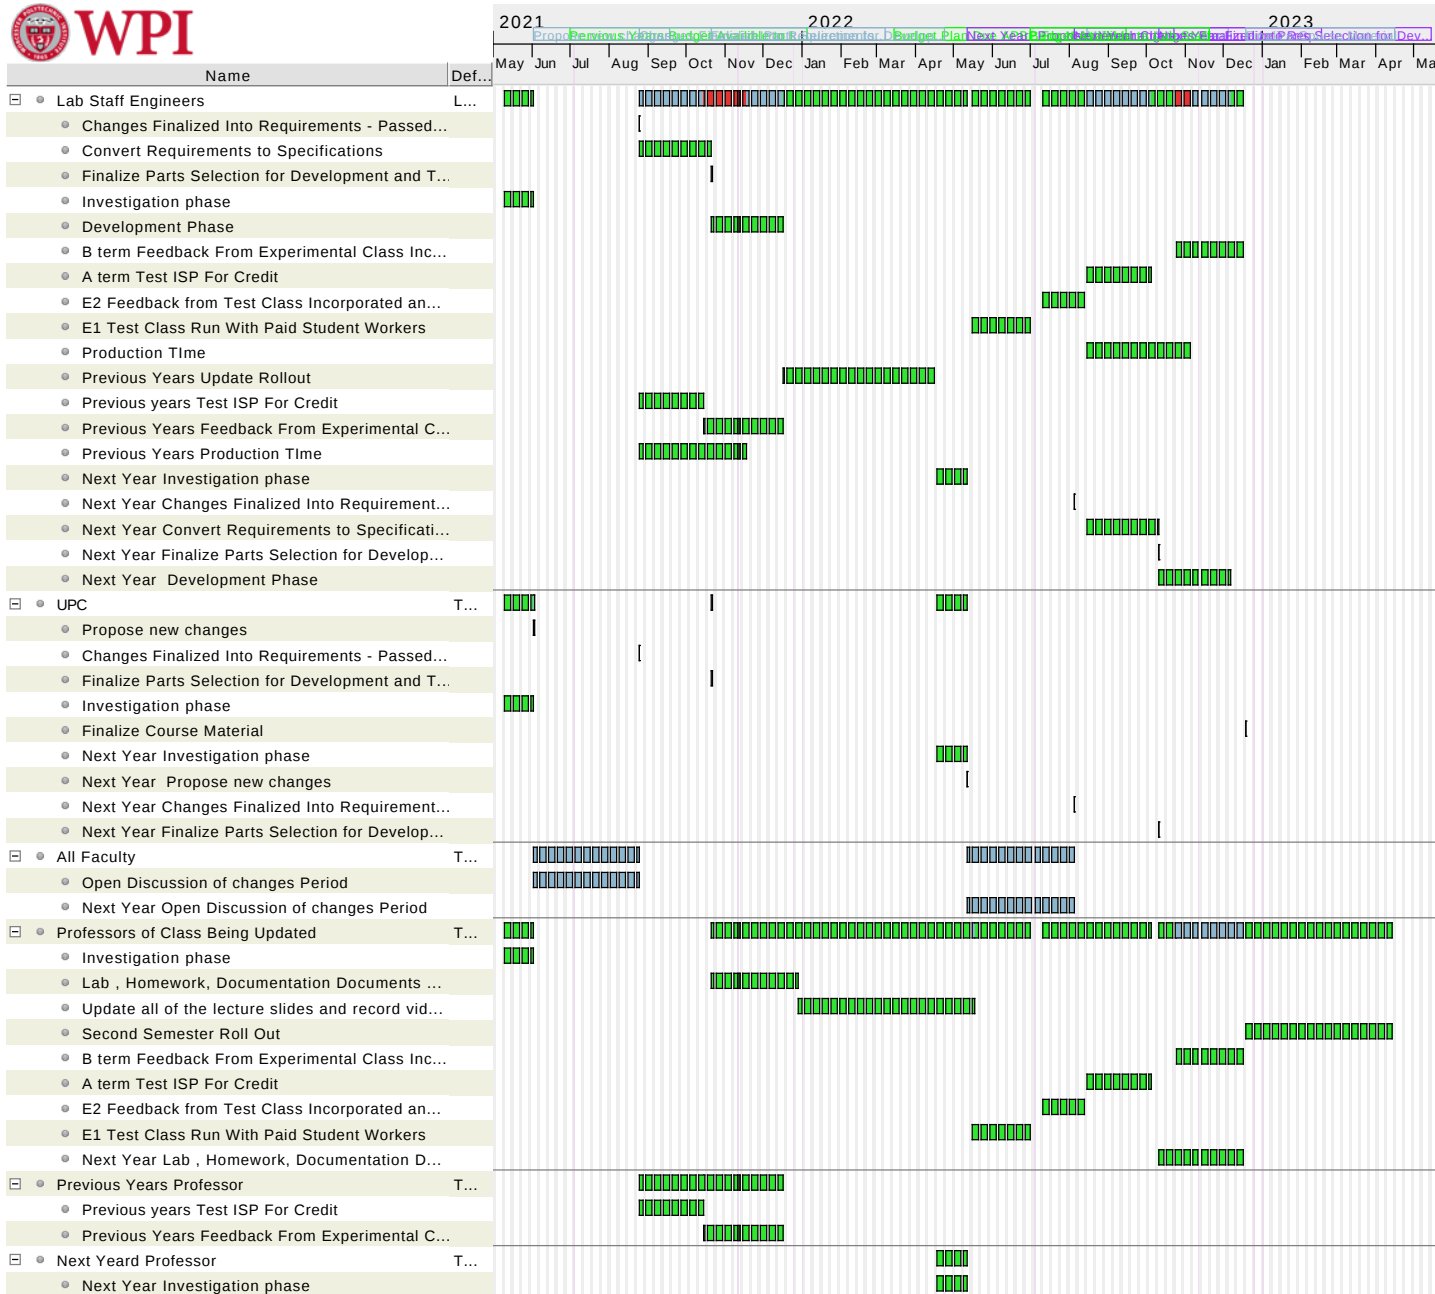 WPI
2021 2022 2023
May Jun Jul Aug Sep Oct Nov Dec Jan Feb Mar Apr May Jun Jul Aug Sep Oct Nov Dec Jan Feb Mar Apr Ma
Name Def...
Lab Staff Engineers L...
Changes Finalized Into Requirements - Passed...
Convert Requirements to Specifications
Finalize Parts Selection for Development and T...
Investigation phase
Development Phase
B term Feedback From Experimental Class Inc...
A term Test ISP For Credit
E2 Feedback from Test Class Incorporated an...
E1 Test Class Run With Paid Student Workers
Production TIme
Previous Years Update Rollout
Previous years Test ISP For Credit
Previous Years Feedback From Experimental C...
Previous Years Production TIme
Next Year Investigation phase
Next Year Changes Finalized Into Requirement...
Next Year Convert Requirements to Specificati...
Next Year Finalize Parts Selection for Develop...
Next Year  Development Phase
UPC T...
Propose new changes
Changes Finalized Into Requirements - Passed...
Finalize Parts Selection for Development and T...
Investigation phase
Finalize Course Material
Next Year Investigation phase
Next Year  Propose new changes
Next Year Changes Finalized Into Requirement...
Next Year Finalize Parts Selection for Develop...
All Faculty T...
Open Discussion of changes Period
Next Year Open Discussion of changes Period
Professors of Class Being Updated T...
Investigation phase
Lab , Homework, Documentation Documents ...
Update all of the lecture slides and record vid...
Second Semester Roll Out
B term Feedback From Experimental Class Inc...
A term Test ISP For Credit
E2 Feedback from Test Class Incorporated an...
E1 Test Class Run With Paid Student Workers
Next Year Lab , Homework, Documentation D...
Previous Years Professor T...
Previous years Test ISP For Credit
Previous Years Feedback From Experimental C...
Next Yeard Professor T...
Next Year Investigation phase